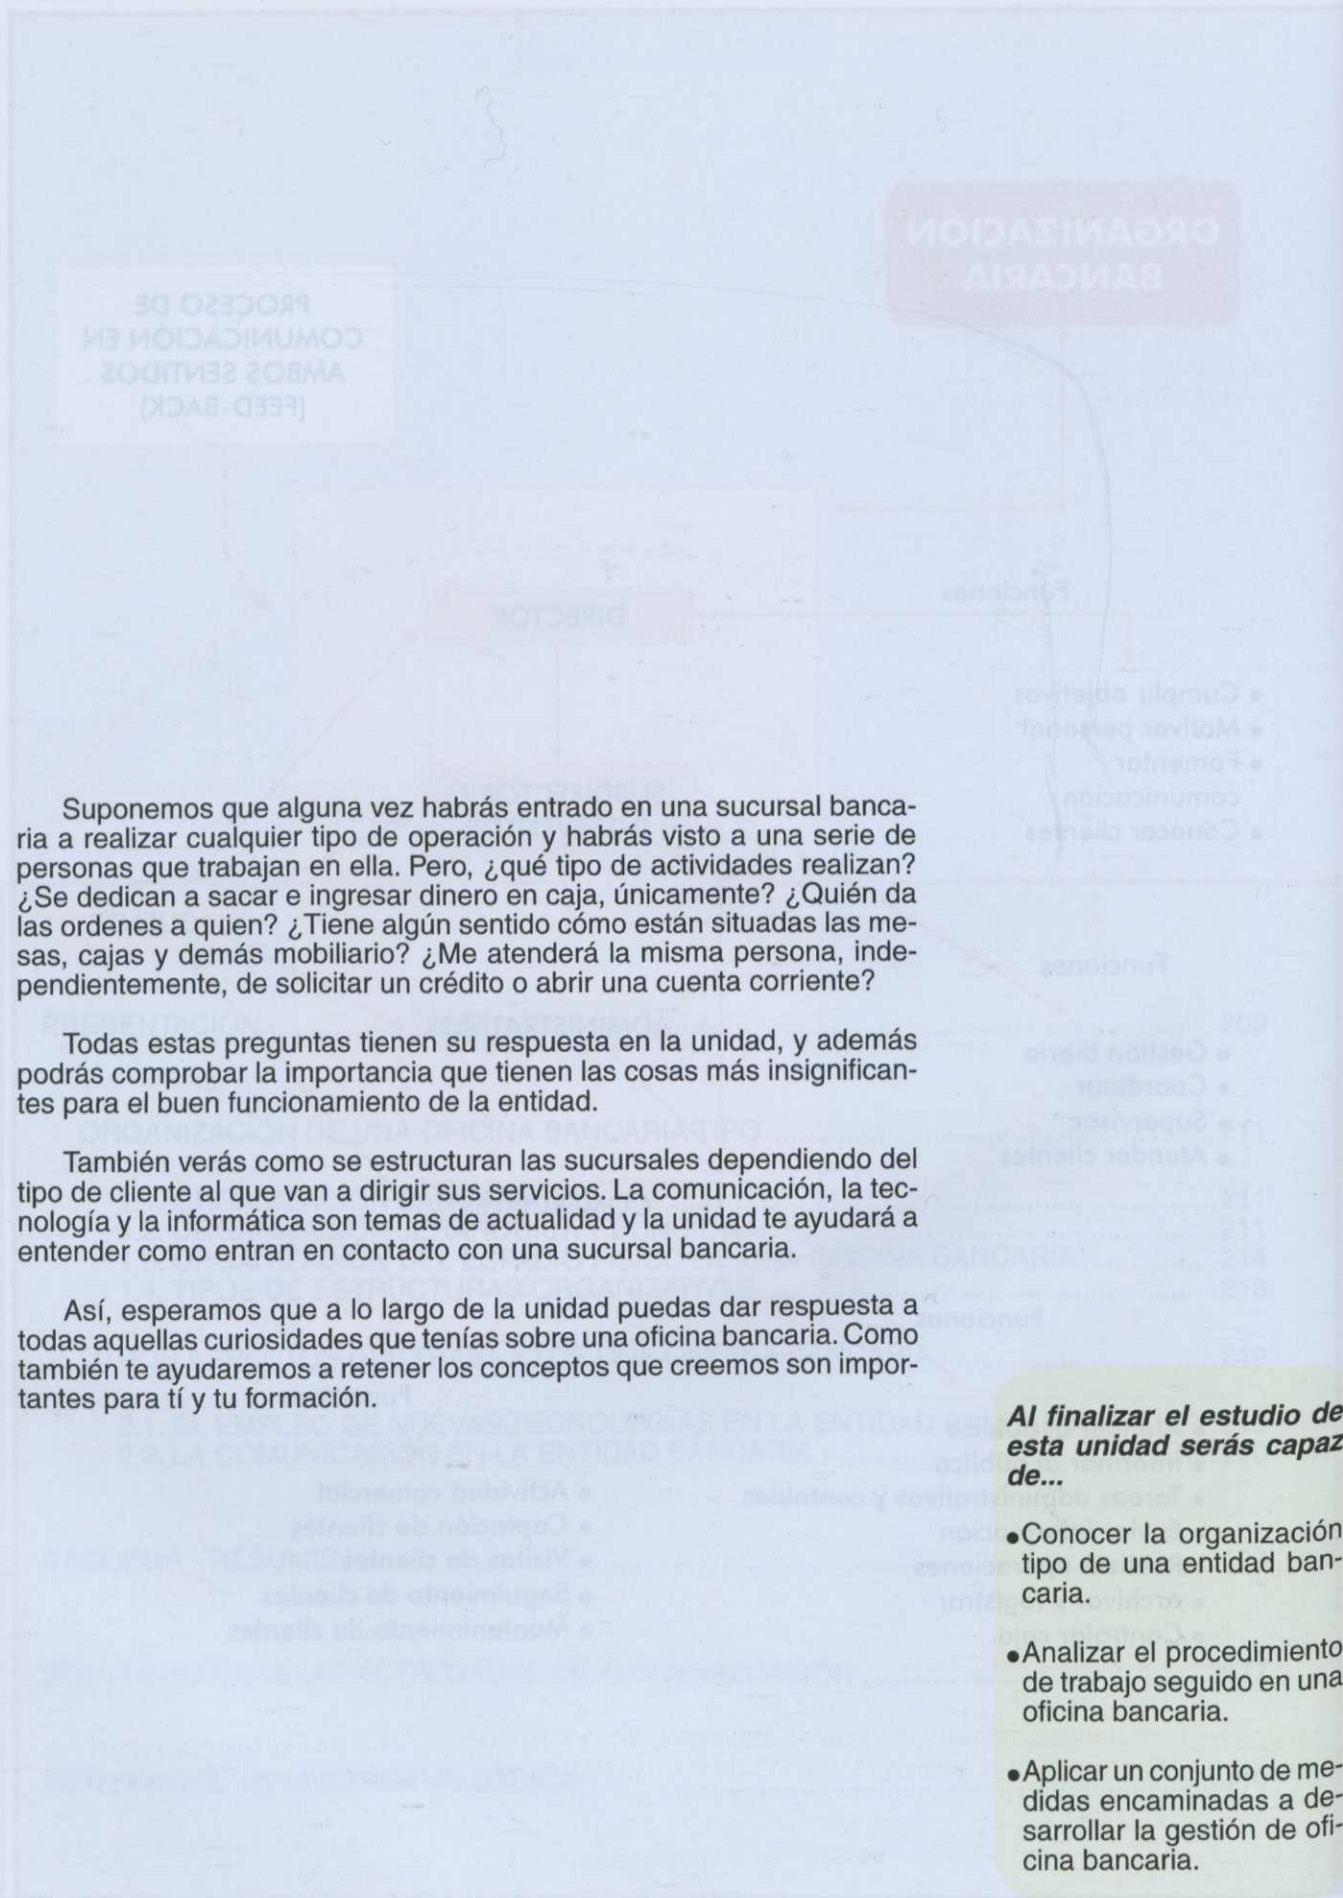 Suponemos que alguna vez habrás entrado en una sucursal banca-
ria a realizar cualquier tipo de operación y habrás visto a una serie de
personas que trabajan en ella. Pero, ¿qué tipo de actividades realizan?
¿Se dedican a sacar e ingresar dinero en caja, únicamente? ¿Quién da
las ordenes a quien? ¿Tiene algún sentido cómo están situadas las me-
sas, cajas y demás mobiliario? ¿Me atenderá la misma persona, inde-
pendientemente, de solicitar un crédito o abrir una cuenta corriente?
Todas estas preguntas tienen su respuesta en la unidad, y además
podrás comprobar la importancia que tienen las cosas más insignifican-
tes para el buen funcionamiento de la entidad.
También verás como se estructuran las sucursales dependiendo del
tipo de cliente al que van a dirigir sus servicios. La comunicación, la tec-
nología y la informática son temas de actualidad y la unidad te ayudará a
entender como entran en contacto con una sucursal bancaria.
Así, esperamos que a lo largo de la unidad puedas dar respuesta a
todas aquellas curiosidades que tenías sobre una oficina bancaria. Como
también te ayudaremos a retener los conceptos que creemos son impor-
tantes para tí y tu formación.
Al finalizar el estudio de
esta unidad serás capaz
de...
●Conocer la organización
tipo de una entidad ban-
caria.
●Analizar el procedimiento
de trabajo seguido en una
oficina bancaria.
●Aplicar un conjunto de me-
didas encaminadas a de-
sarrollar la gestión de ofi-
cina bancaria.